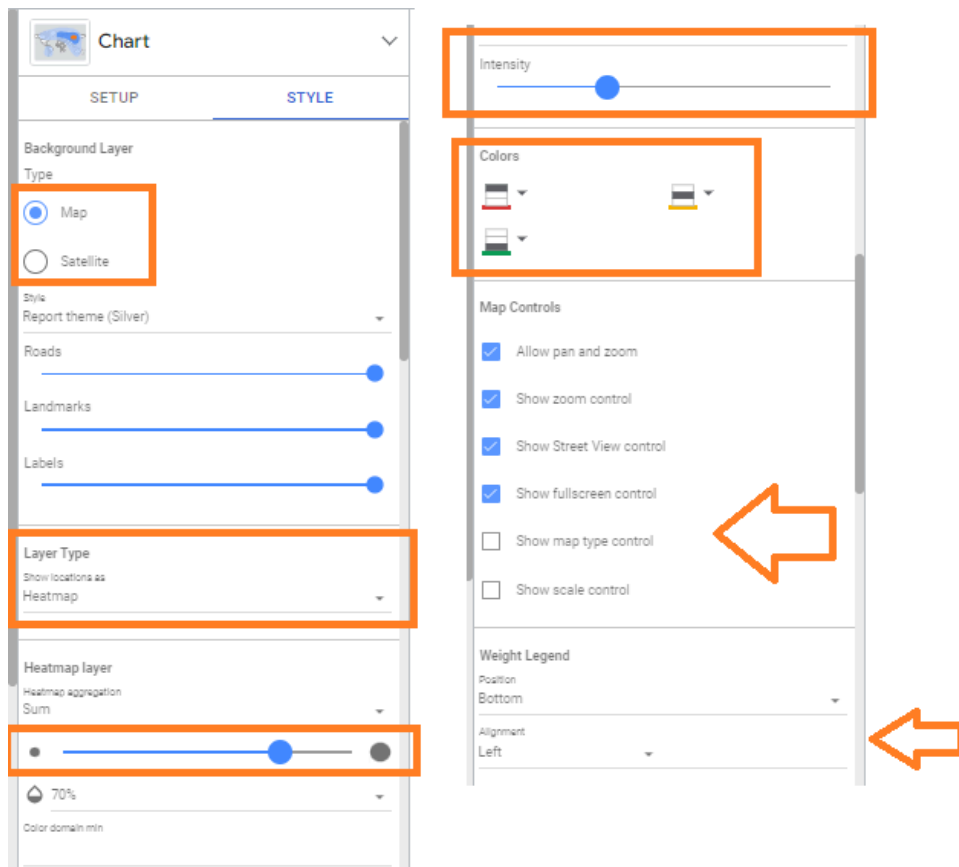 Chart
SETUP STYLE
Background Layer
Type
Map
Satellite
Style
Report theme (Silver)
Roads
Landmarks
Labels
Layer Type
Show locations as
Heatmap
Heatmap layer
Heatmap aggregation
Sum
70%
Color domain min
Intensity
Colors
Map Controls
Allow pan and zoom
Show zoom control
Show Street View control
Show fullscreen control
Show map type control
Show scale control
Weight Legend
Position
Bottom
Alignment
Left